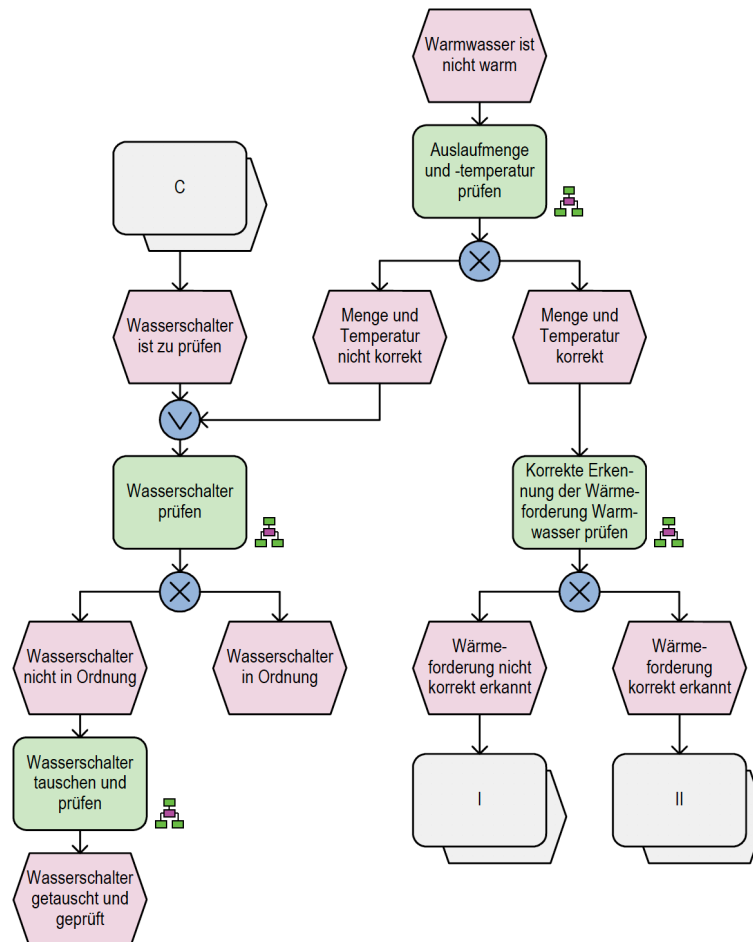 Warmwasser ist
nicht warm
Auslaufmenge
und -temperatur
prüfen
C
Wasserschalter
ist zu prüfen
Menge und
Temperatur
nicht korrekt
Menge und
Temperatur
korrekt
Wasserschalter
prüfen
Korrekte Erken-
nung der Wärme-
forderung Warm-
wasser prüfen
Wasserschalter
nicht in Ordnung
Wasserschalter
in Ordnung
Wärme-
forderung nicht
korrekt erkannt
Wärme-
forderung
korrekt erkannt
Wasserschalter
tauschen und
prüfen
I
II
Wasserschalter
getauscht und
geprüft